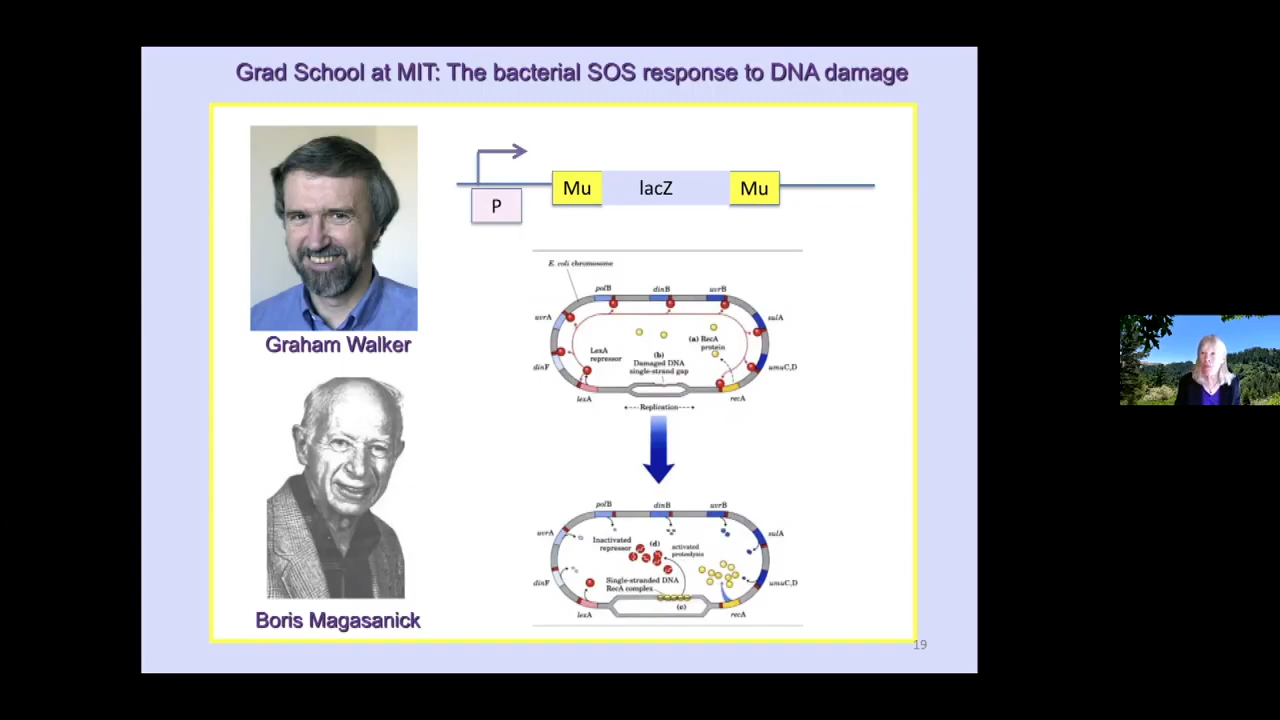 Grad School at MIT: The bacterial SOS response to DNA damage
Graham Walker
Boris Magasanick
P
Mu
lacZ
Mu
E. coli chromosome
polB
dinB
uvrB
uvrA
sulA
LexA
repressor
(a) RecA
protein
(b)
Damaged DNA
single-strand gap
dinF
umuC,D
lexA
recA
Replication
polB
dinB
uvrB
uvrA
sulA
Inactivated
repressor
(d)
activated
proteolysis
Single-stranded DNA
RecA complex
dinF
umuC,D
(c)
lexA
recA
19